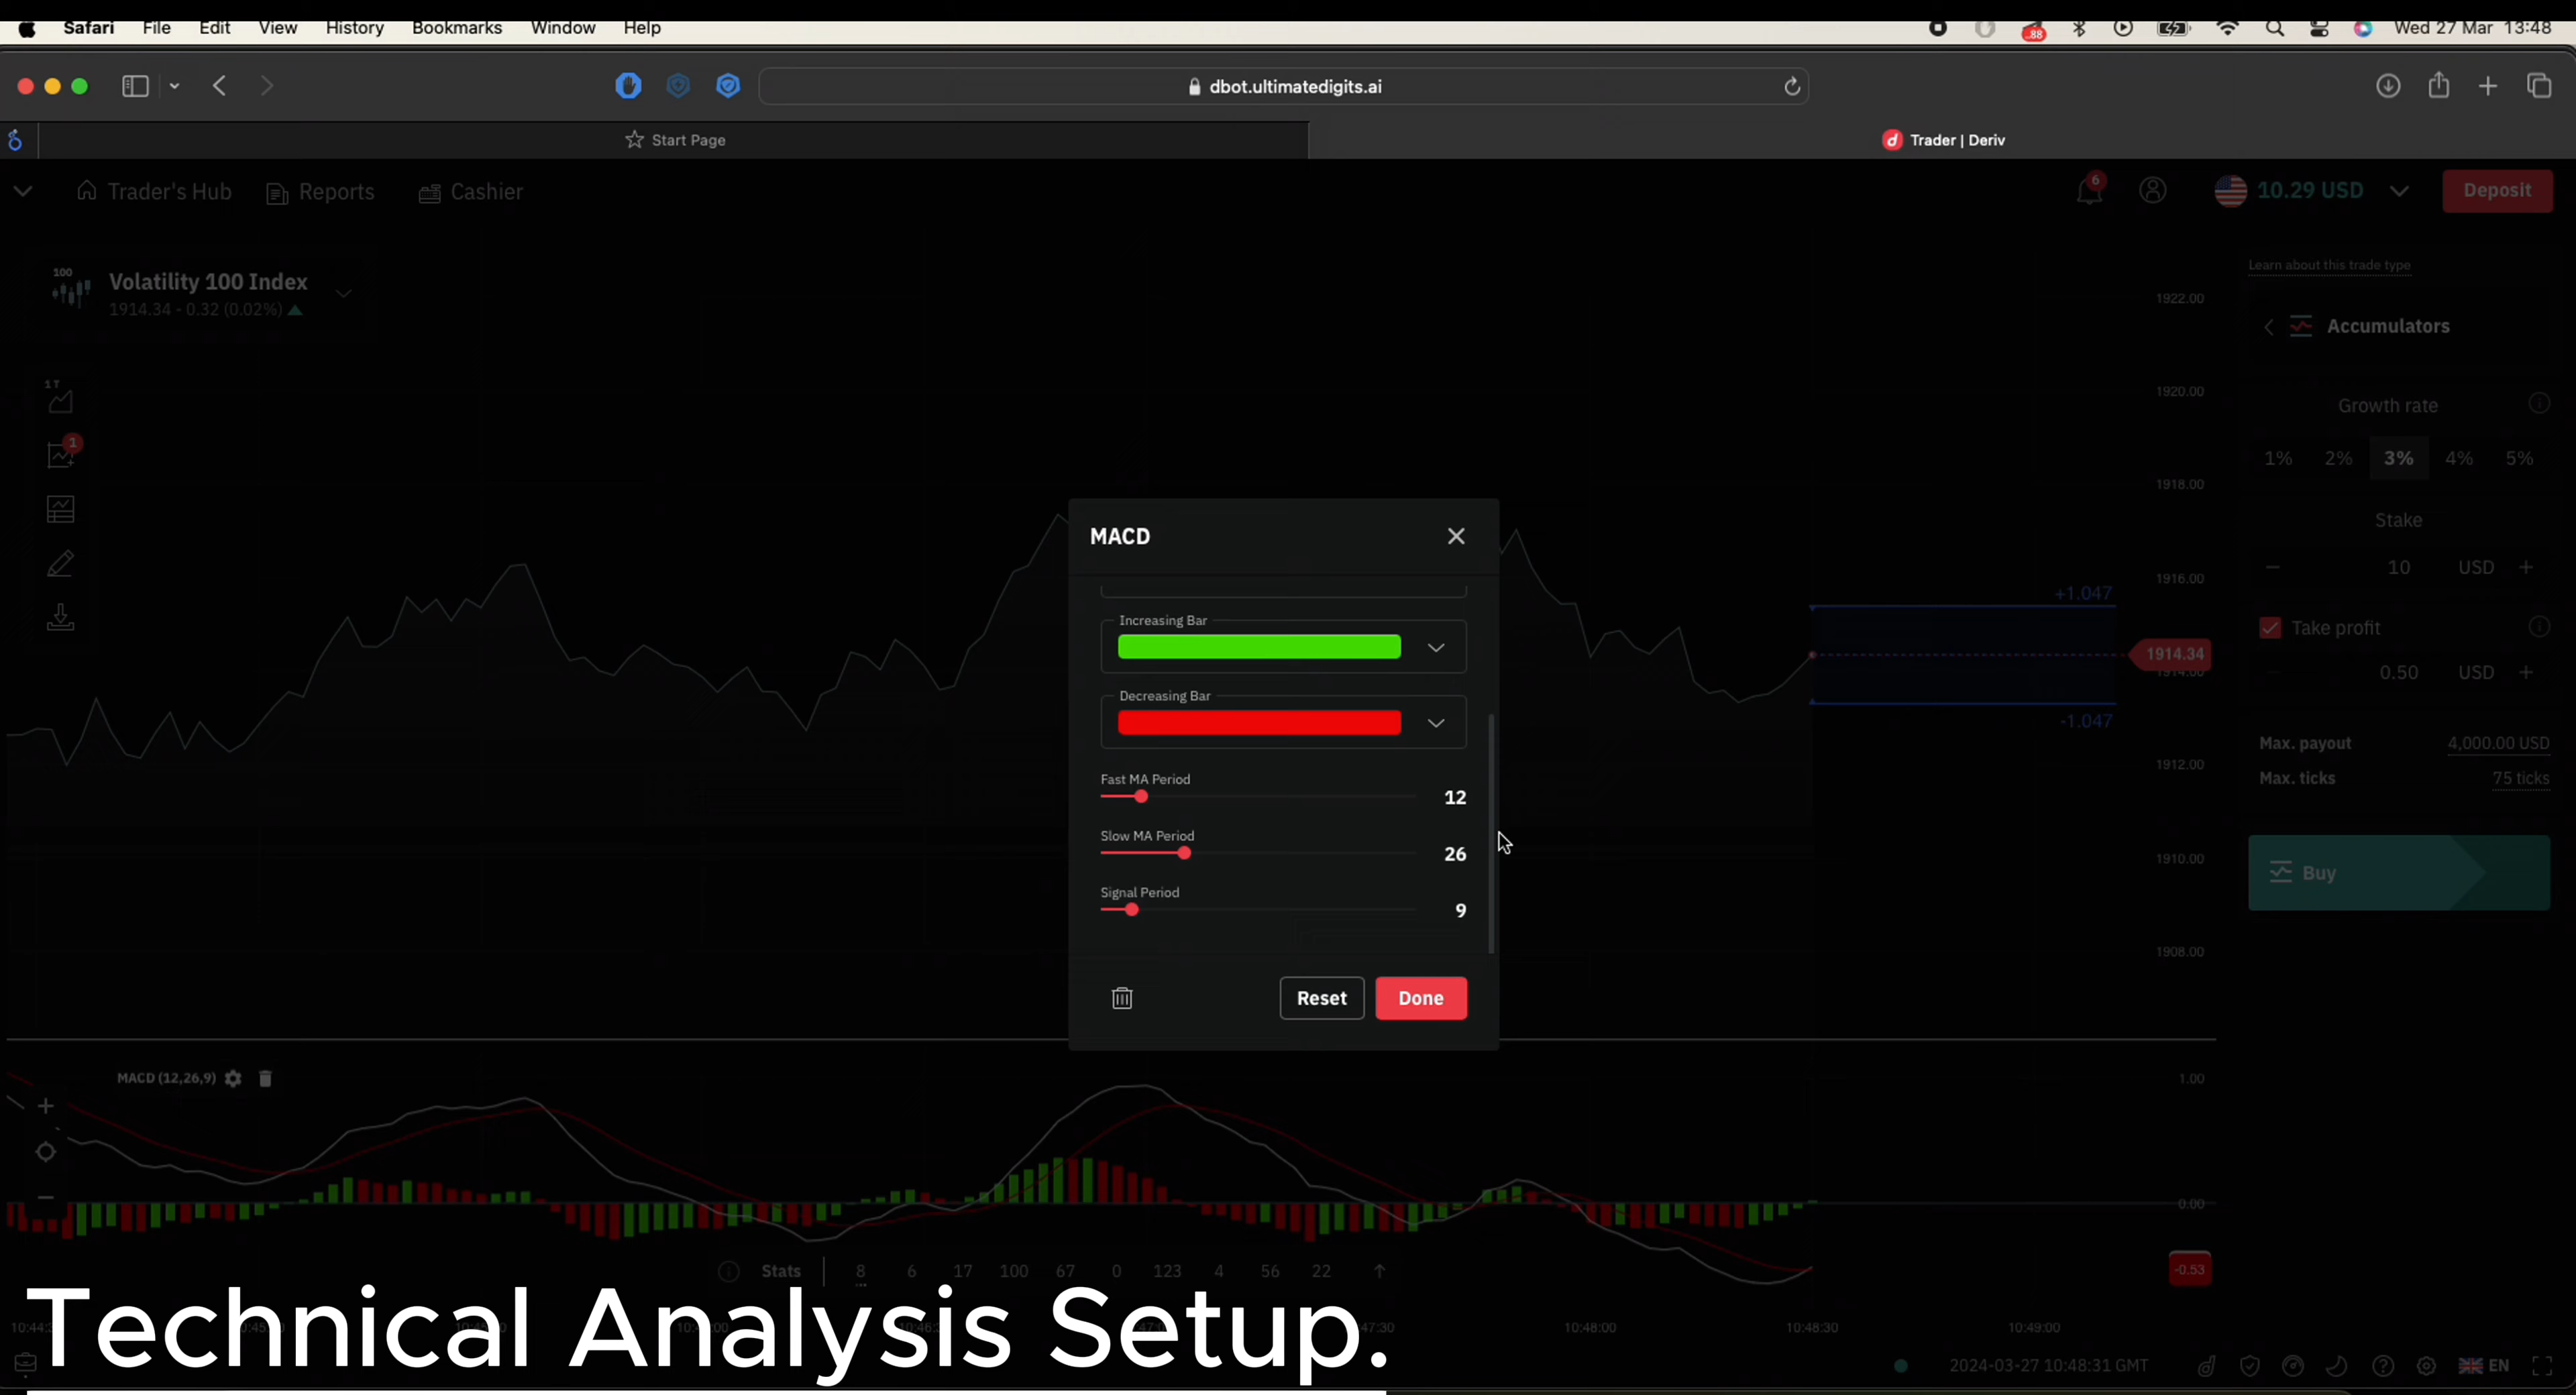 Safari File Edit View History Bookmarks Window Help ..88 Wed 27 Mar 13:48
dbot.ultimatedigits.ai
Start Page
Trader | Deriv
Trader's Hub Reports Cashier 6 10.29 USD Deposit
100 Volatility 100 Index
1914.34 - 0.32 (0.02%)
1 T
1
1922.00
1920.00
1918.00
1916.00
1914.34
1912.00
1910.00
1908.00
+1.047
-1.047
Learn about this trade type
Accumulators
Growth rate
1% 2% 3% 4% 5%
Stake
− 10 USD +
Take profit
0.50 USD +
Max. payout 4,000.00 USD
Max. ticks 75 ticks
Buy
MACD
Increasing Bar
Decreasing Bar
Fast MA Period
12
Slow MA Period
26
Signal Period
9
Reset Done
MACD (12,26,9)
1.00
0.00
-0.53
Stats 8 6 17 100 67 0 123 4 56 22
Technical Analysis Setup.
10:48:00 10:48:30 10:49:00
2024-03-27 10:48:31 GMT EN